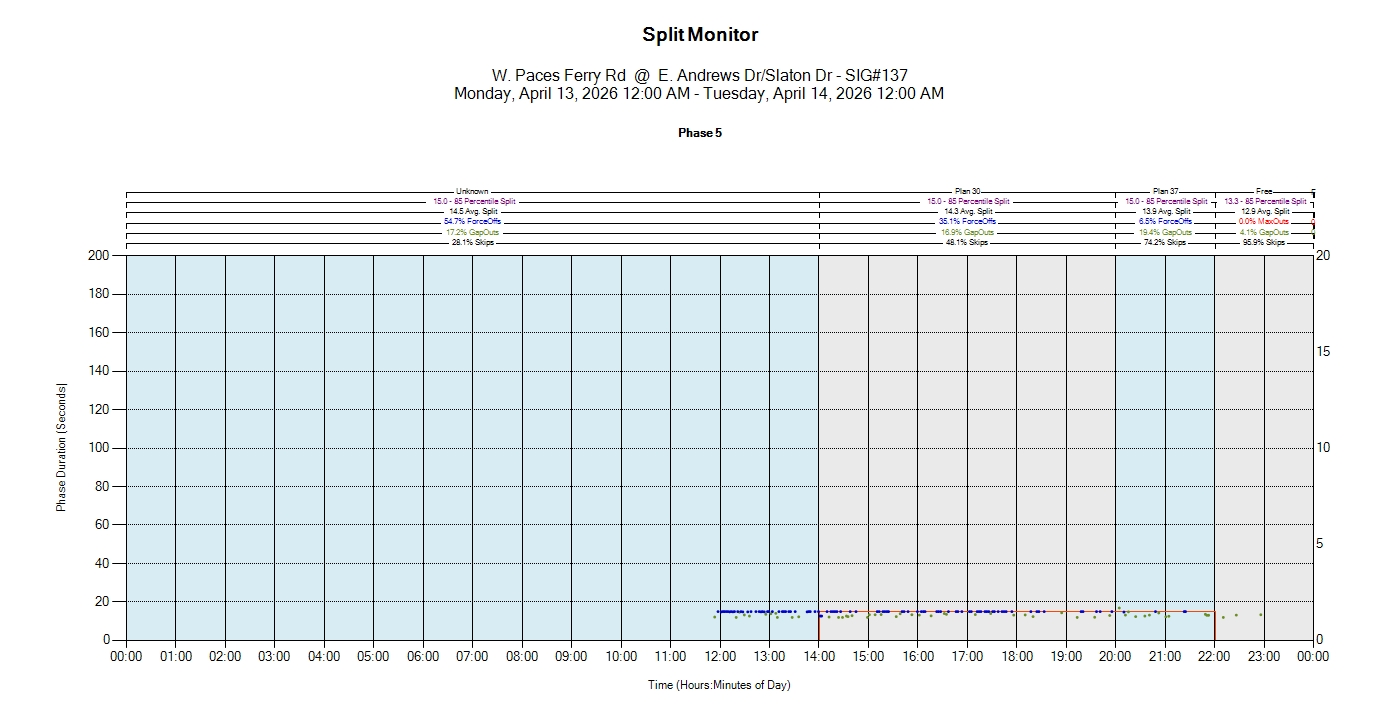 Split Monitor
W. Paces Ferry Rd @ E. Andrews Dr/Slaton Dr - SIG#137
Monday, April 13, 2026 12:00 AM - Tuesday, April 14, 2026 12:00 AM
Phase 5
Unknown Plan 30 Plan 37 Free
15.0 - 85 Percentile Split 15.0 - 85 Percentile Split 15.0 - 85 Percentile Split 13.3 - 85 Percentile Split
14.5 Avg. Split 14.3 Avg. Split 13.9 Avg. Split 12.9 Avg. Split
54.7% ForceOffs 35.1% ForceOffs 6.5% ForceOffs 0.0% MaxOuts
17.2% GapOuts 16.9% GapOuts 19.4% GapOuts 4.1% GapOuts
28.1% Skips 48.1% Skips 74.2% Skips 95.9% Skips
200 20
180
160
15
140
120
100 10
80
60
5
40
20
0 0
Phase Duration (Seconds)
00:00 01:00 02:00 03:00 04:00 05:00 06:00 07:00 08:00 09:00 10:00 11:00 12:00 13:00 14:00 15:00 16:00 17:00 18:00 19:00 20:00 21:00 22:00 23:00 00:00
Time (Hours:Minutes of Day)